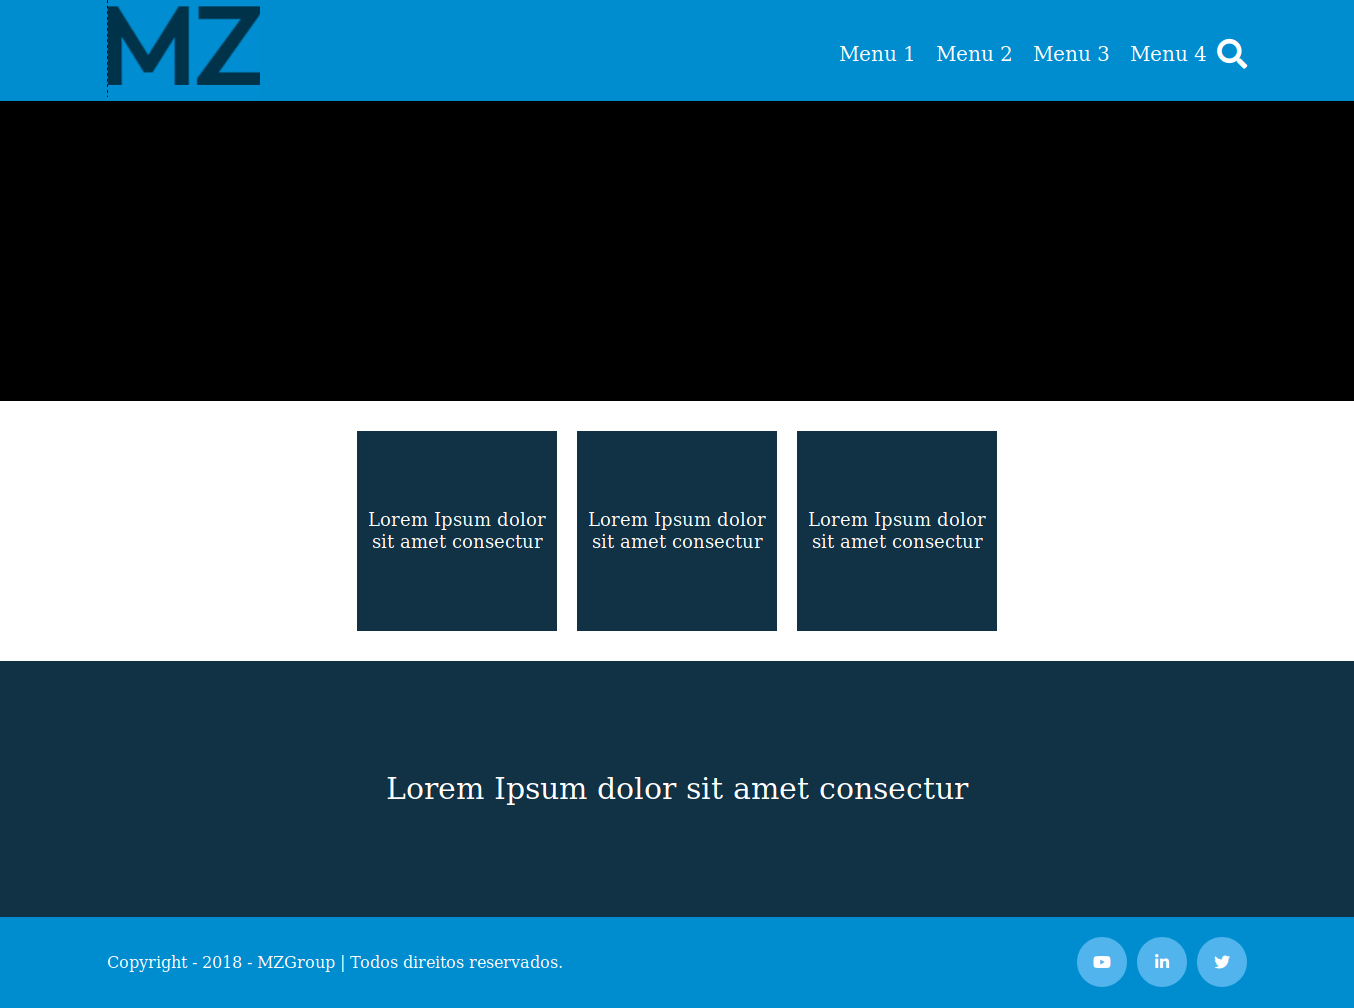 MZ
Menu 1 Menu 2 Menu 3 Menu 4
Lorem Ipsum dolor
sit amet consectur
Lorem Ipsum dolor
sit amet consectur
Lorem Ipsum dolor
sit amet consectur
Lorem Ipsum dolor sit amet consectur
Copyright - 2018 - MZGroup | Todos direitos reservados.
in